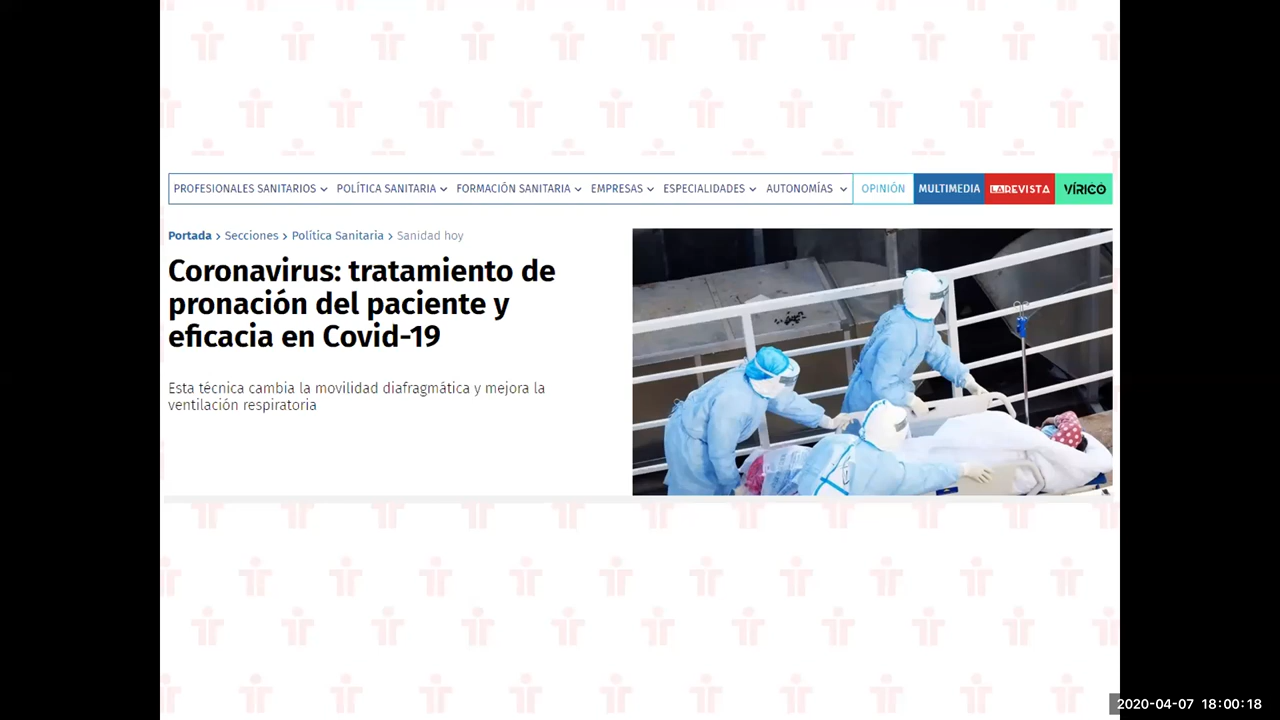 PROFESIONALES SANITARIOS POLÍTICA SANITARIA FORMACIÓN SANITARIA EMPRESAS ESPECIALIDADES AUTONOMÍAS OPINIÓN MULTIMEDIA LAREVISTA VÍRICO
Portada > Secciones > Política Sanitaria > Sanidad hoy
Coronavirus: tratamiento de
pronación del paciente y
eficacia en Covid-19
Esta técnica cambia la movilidad diafragmática y mejora la
ventilación respiratoria
2020-04-07 18:00:18